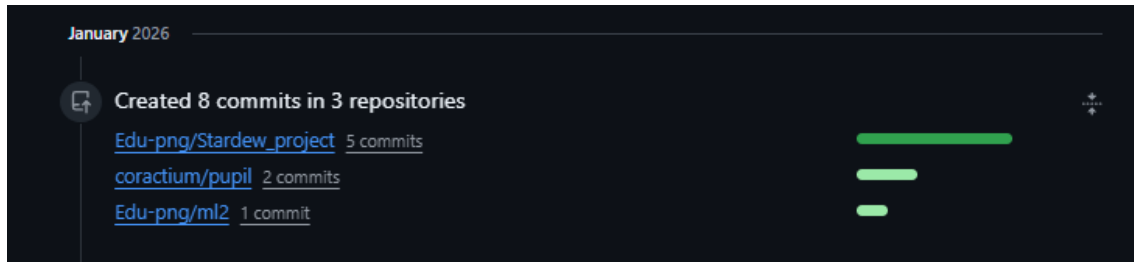 January 2026
Created 8 commits in 3 repositories
Edu-png/Stardew_project 5 commits
coractium/pupil 2 commits
Edu-png/ml2 1 commit